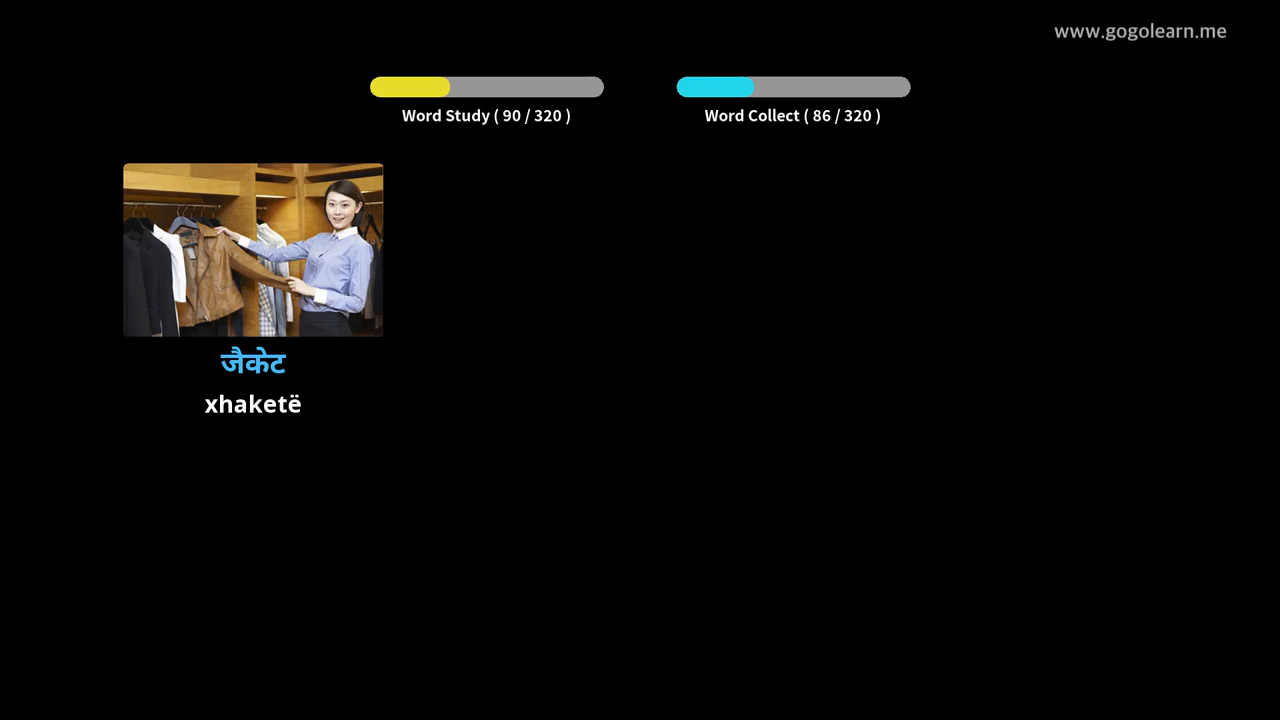 www.gogolearn.me
Word Study ( 90 / 320 )
Word Collect ( 86 / 320 )
जैकेट
xhaketë